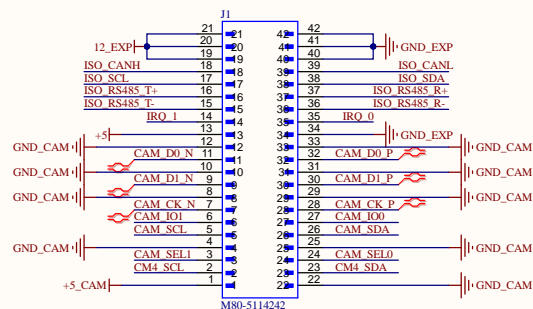 J1
21 21 42 42
12_EXP 20 20 41 41 GND_EXP
19 19 40 40
ISO_CANH 18 18 39 39 ISO_CANL
ISO_SCL 17 17 38 38 ISO_SDA
ISO_RS485_T+ 16 16 37 37 ISO_RS485_R+
ISO_RS485_T- 15 15 36 36 ISO_RS485_R-
IRQ_1 14 14 35 35 IRQ_0
+5 13 13 34 34 GND_EXP
GND_CAM 12 12 33 33 GND_CAM
CAM_D0_N 11 11 32 32 CAM_D0_P
GND_CAM 10 10 31 31 GND_CAM
CAM_D1_N 9 9 30 30 CAM_D1_P
GND_CAM 8 8 29 29 GND_CAM
CAM_CK_N 7 7 28 28 CAM_CK_P
CAM_IO1 6 6 27 27 CAM_IO0
CAM_SCL 5 5 26 26 CAM_SDA
GND_CAM 4 4 25 25 GND_CAM
CAM_SEL1 3 3 24 24 CAM_SEL0
CM4_SCL 2 2 23 23 CM4_SDA
+5_CAM 1 1 22 22 GND_CAM
M80-5114242